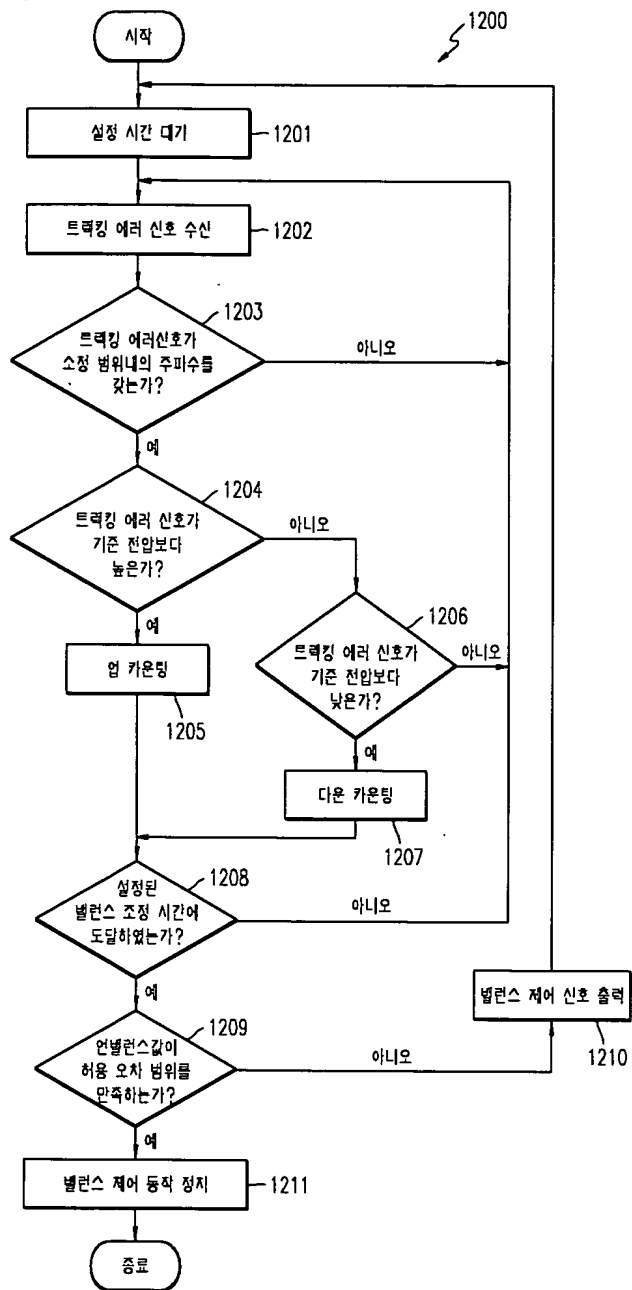 시작
1200
설정 시간 대기
1201
트랙킹 에러 신호 수신
1202
1203
트랙킹 에러신호가
소정 범위내의 주파수를
갖는가?
아니오
예
1204
트랙킹 에러 신호가
기준 전압보다
높은가?
아니오
예
1206
트랙킹 에러 신호가
기준 전압보다
낮은가?
아니오
업 카운팅
1205
예
다운 카운팅
1207
1208
설정된
밸런스 조정 시간에
도달하였는가?
아니오
예
1209
언밸런스값이
허용 오차 범위를
만족하는가?
아니오
밸런스 제어 신호 출력
1210
예
밸런스 제어 동작 정지
1211
종료